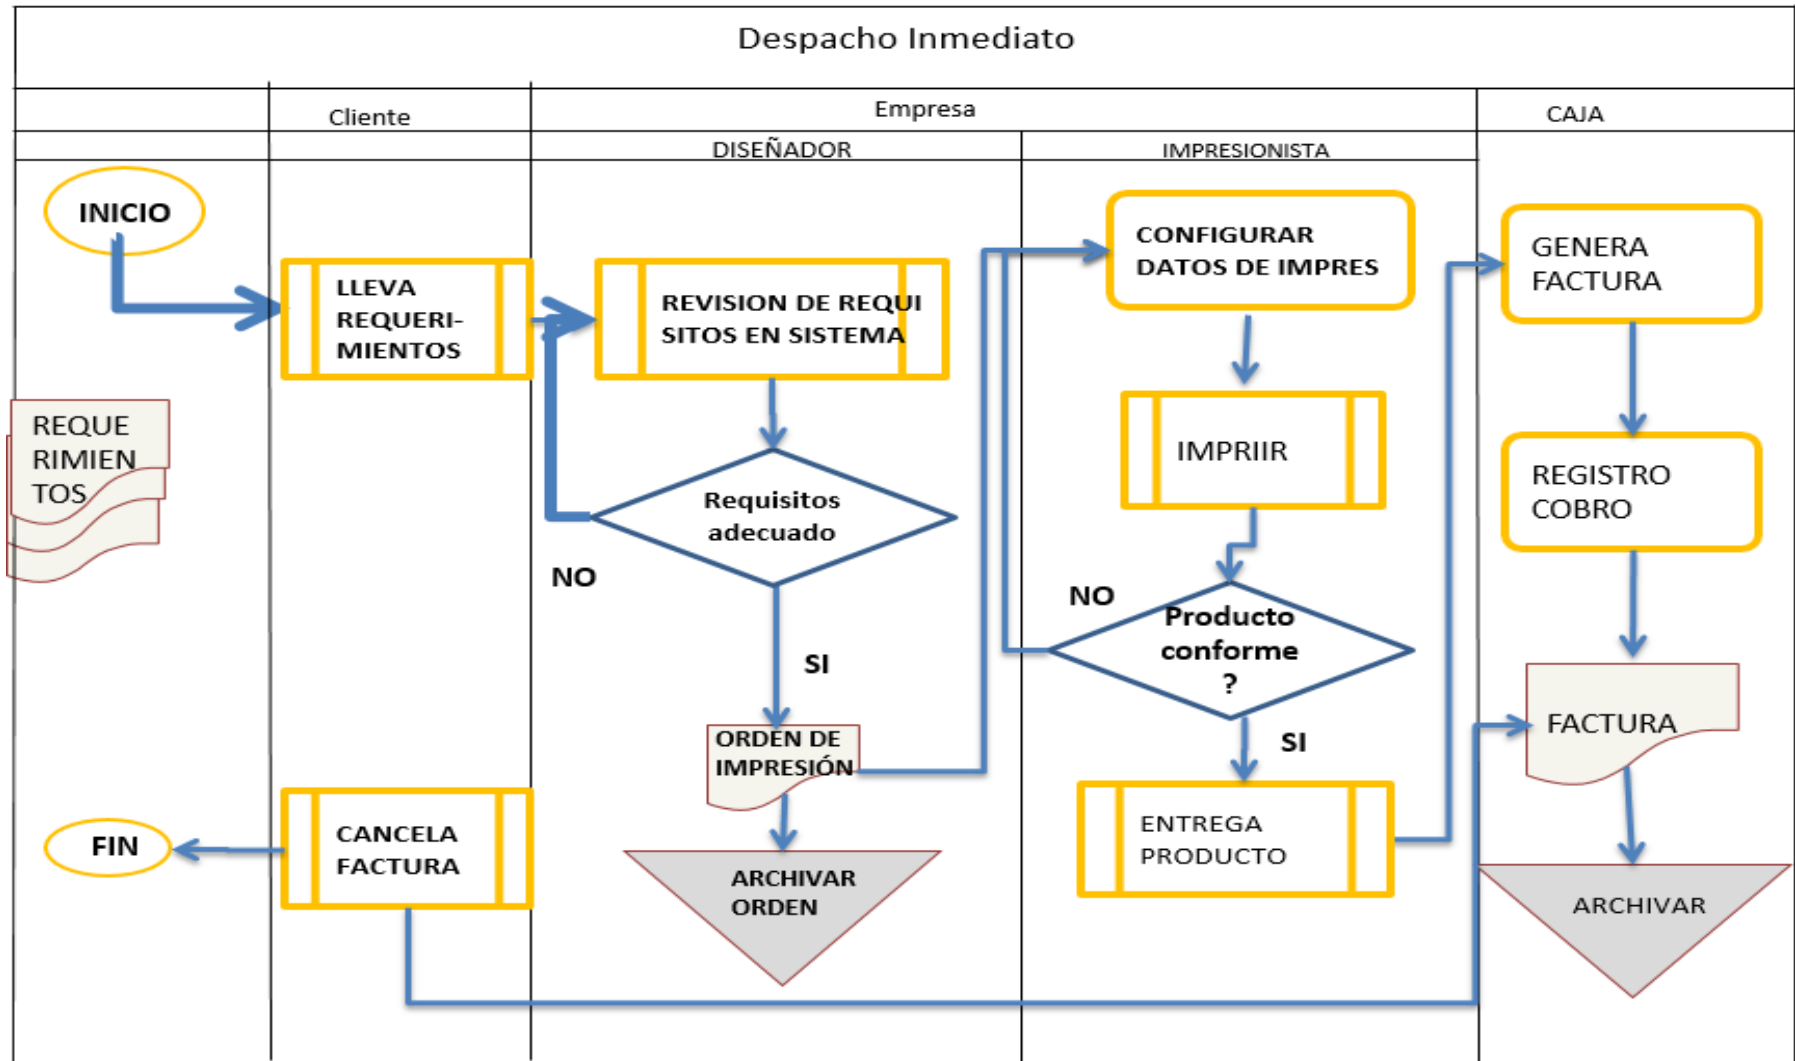 Despacho Inmediato
Cliente
Empresa
CAJA
DISEÑADOR
IMPRESIONISTA
INICIO
LLEVA
REQUERI-
MIENTOS
REVISION DE REQUI
SITOS EN SISTEMA
CONFIGURAR
DATOS DE IMPRES
GENERA
FACTURA
REQUE
RIMIEN
TOS
Requisitos
adecuado
NO
SI
IMPRIIR
REGISTRO
COBRO
NO
Producto
conforme
?
SI
ORDEN DE
IMPRESIÓN
FACTURA
FIN
CANCELA
FACTURA
ARCHIVAR
ORDEN
ENTREGA
PRODUCTO
ARCHIVAR